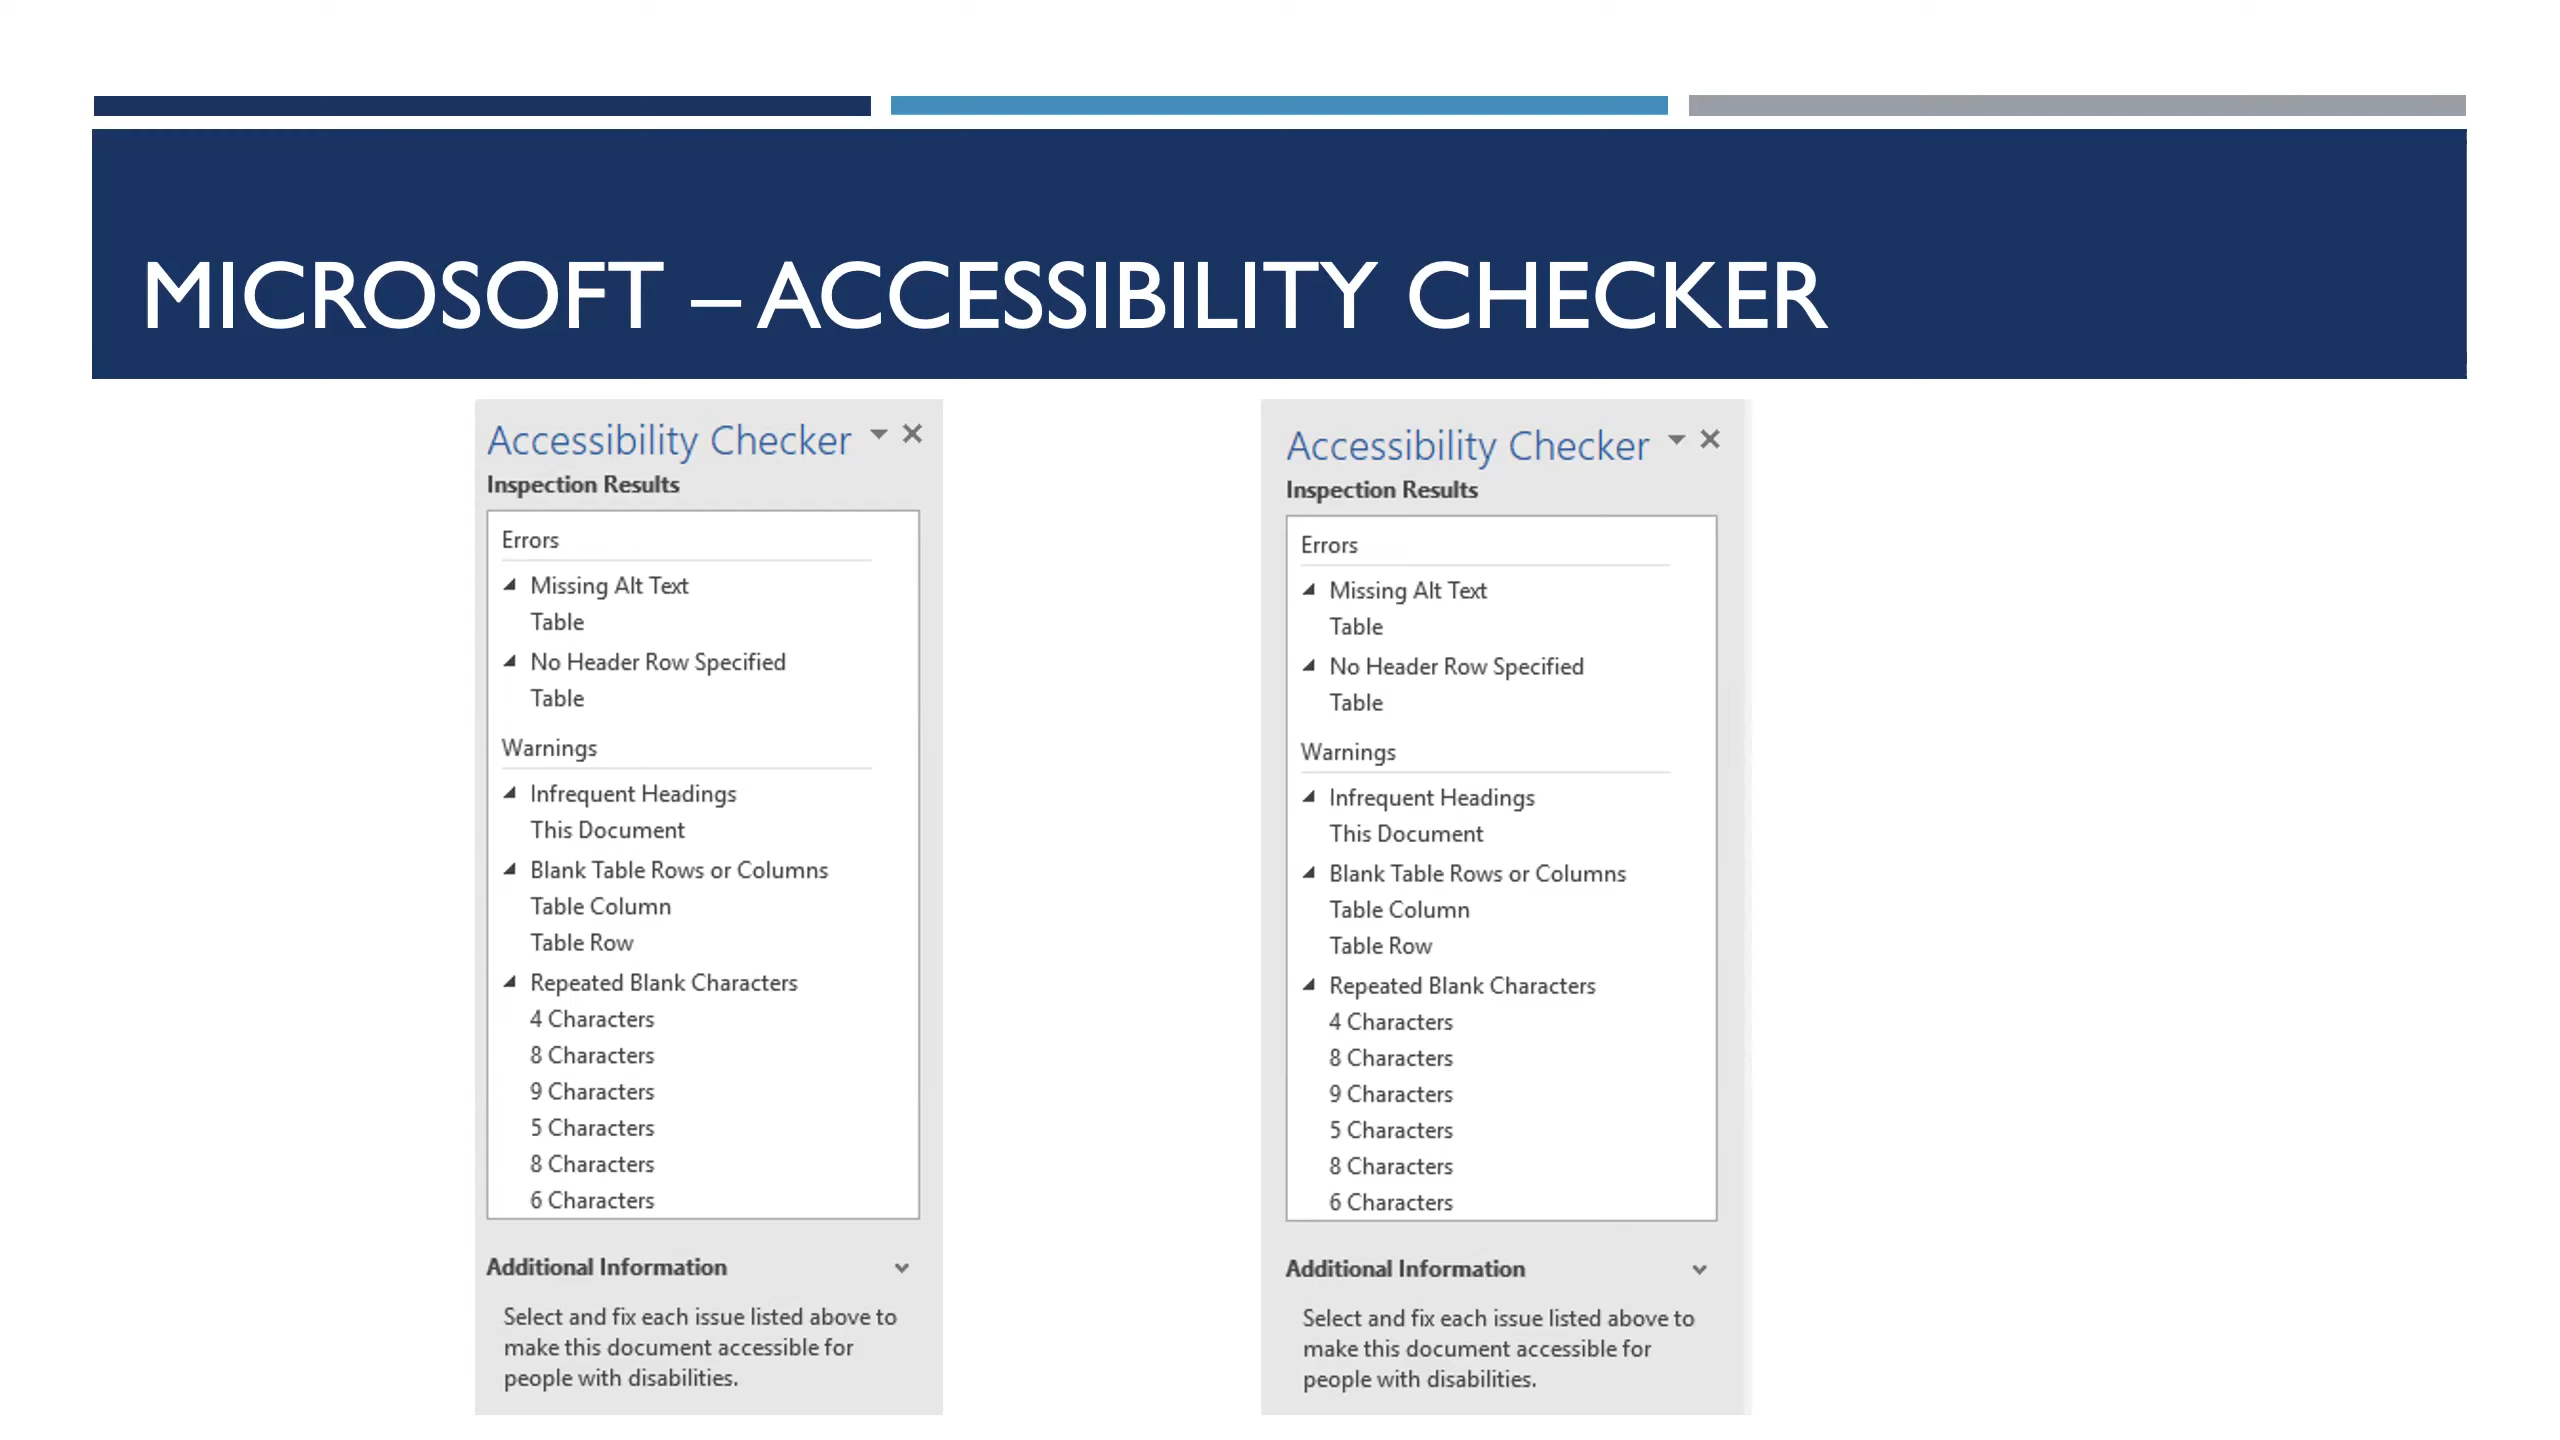 MICROSOFT – ACCESSIBILITY CHECKER
Accessibility Checker
Inspection Results
Errors
Missing Alt Text
Table
No Header Row Specified
Table
Warnings
Infrequent Headings
This Document
Blank Table Rows or Columns
Table Column
Table Row
Repeated Blank Characters
4 Characters
8 Characters
9 Characters
5 Characters
8 Characters
6 Characters
Additional Information
Select and fix each issue listed above to
make this document accessible for
people with disabilities.
Accessibility Checker
Inspection Results
Errors
Missing Alt Text
Table
No Header Row Specified
Table
Warnings
Infrequent Headings
This Document
Blank Table Rows or Columns
Table Column
Table Row
Repeated Blank Characters
4 Characters
8 Characters
9 Characters
5 Characters
8 Characters
6 Characters
Additional Information
Select and fix each issue listed above to
make this document accessible for
people with disabilities.